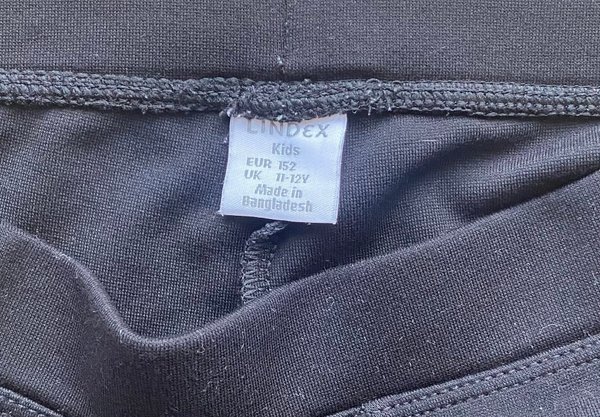 LINDEX
Kids
EUR 152
UK 11-12Y
Made in
Bangladesh